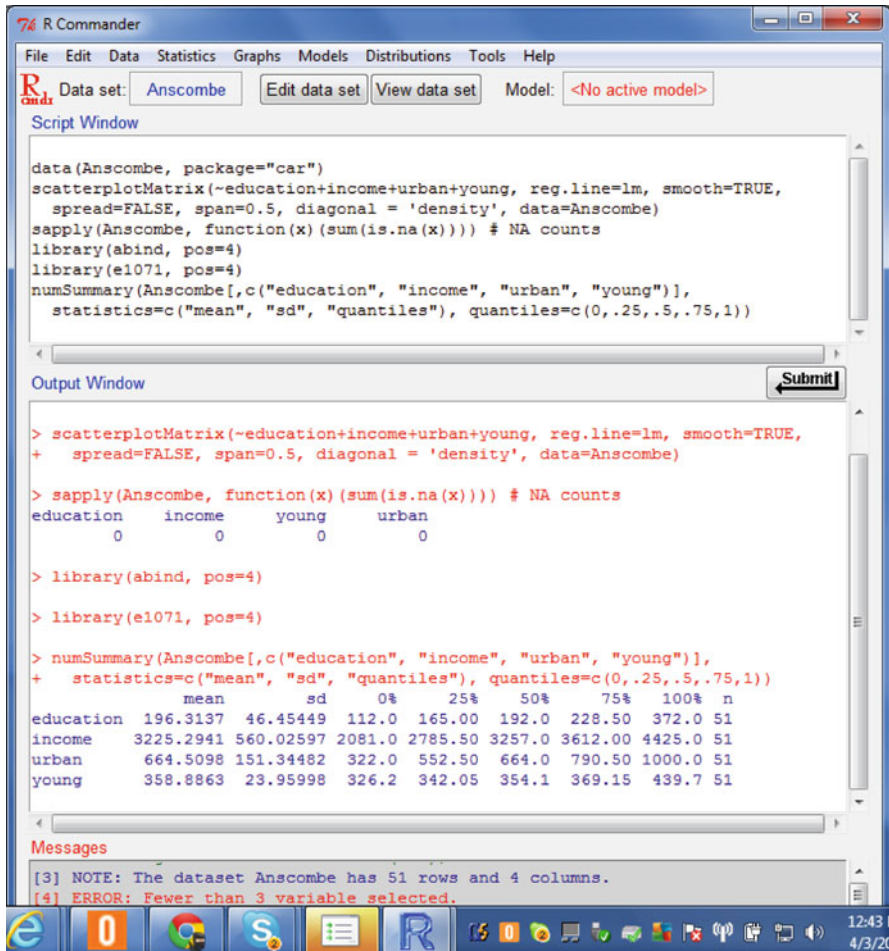 R Commander
File Edit Data Statistics Graphs Models Distributions Tools Help
R cmdr Data set: Anscombe Edit data set View data set Model: <No active model>
Script Window
data(Anscombe, package="car")
scatterplotMatrix(~education+income+urban+young, reg.line=lm, smooth=TRUE,
spread=FALSE, span=0.5, diagonal = 'density', data=Anscombe)
sapply(Anscombe, function(x)(sum(is.na(x)))) # NA counts
library(abind, pos=4)
library(e1071, pos=4)
numSummary(Anscombe[,c("education", "income", "urban", "young")],
statistics=c("mean", "sd", "quantiles"), quantiles=c(0,.25,.5,.75,1))
Output Window
Submit
> scatterplotMatrix(~education+income+urban+young, reg.line=lm, smooth=TRUE,
+ spread=FALSE, span=0.5, diagonal = 'density', data=Anscombe)
> sapply(Anscombe, function(x)(sum(is.na(x)))) # NA counts
education income young urban
0 0 0 0
> library(abind, pos=4)
> library(e1071, pos=4)
> numSummary(Anscombe[,c("education", "income", "urban", "young")],
+ statistics=c("mean", "sd", "quantiles"), quantiles=c(0,.25,.5,.75,1))
mean sd 0% 25% 50% 75% 100% n
education 196.3137 46.45449 112.0 165.00 192.0 228.50 372.0 51
income 3225.2941 560.02597 2081.0 2785.50 3257.0 3612.00 4425.0 51
urban 664.5098 151.34482 322.0 552.50 664.0 790.50 1000.0 51
young 358.8863 23.95998 326.2 342.05 354.1 369.15 439.7 51
Messages
[3] NOTE: The dataset Anscombe has 51 rows and 4 columns.
[4] ERROR: Fewer than 3 variable selected.
12:43
4/3/20